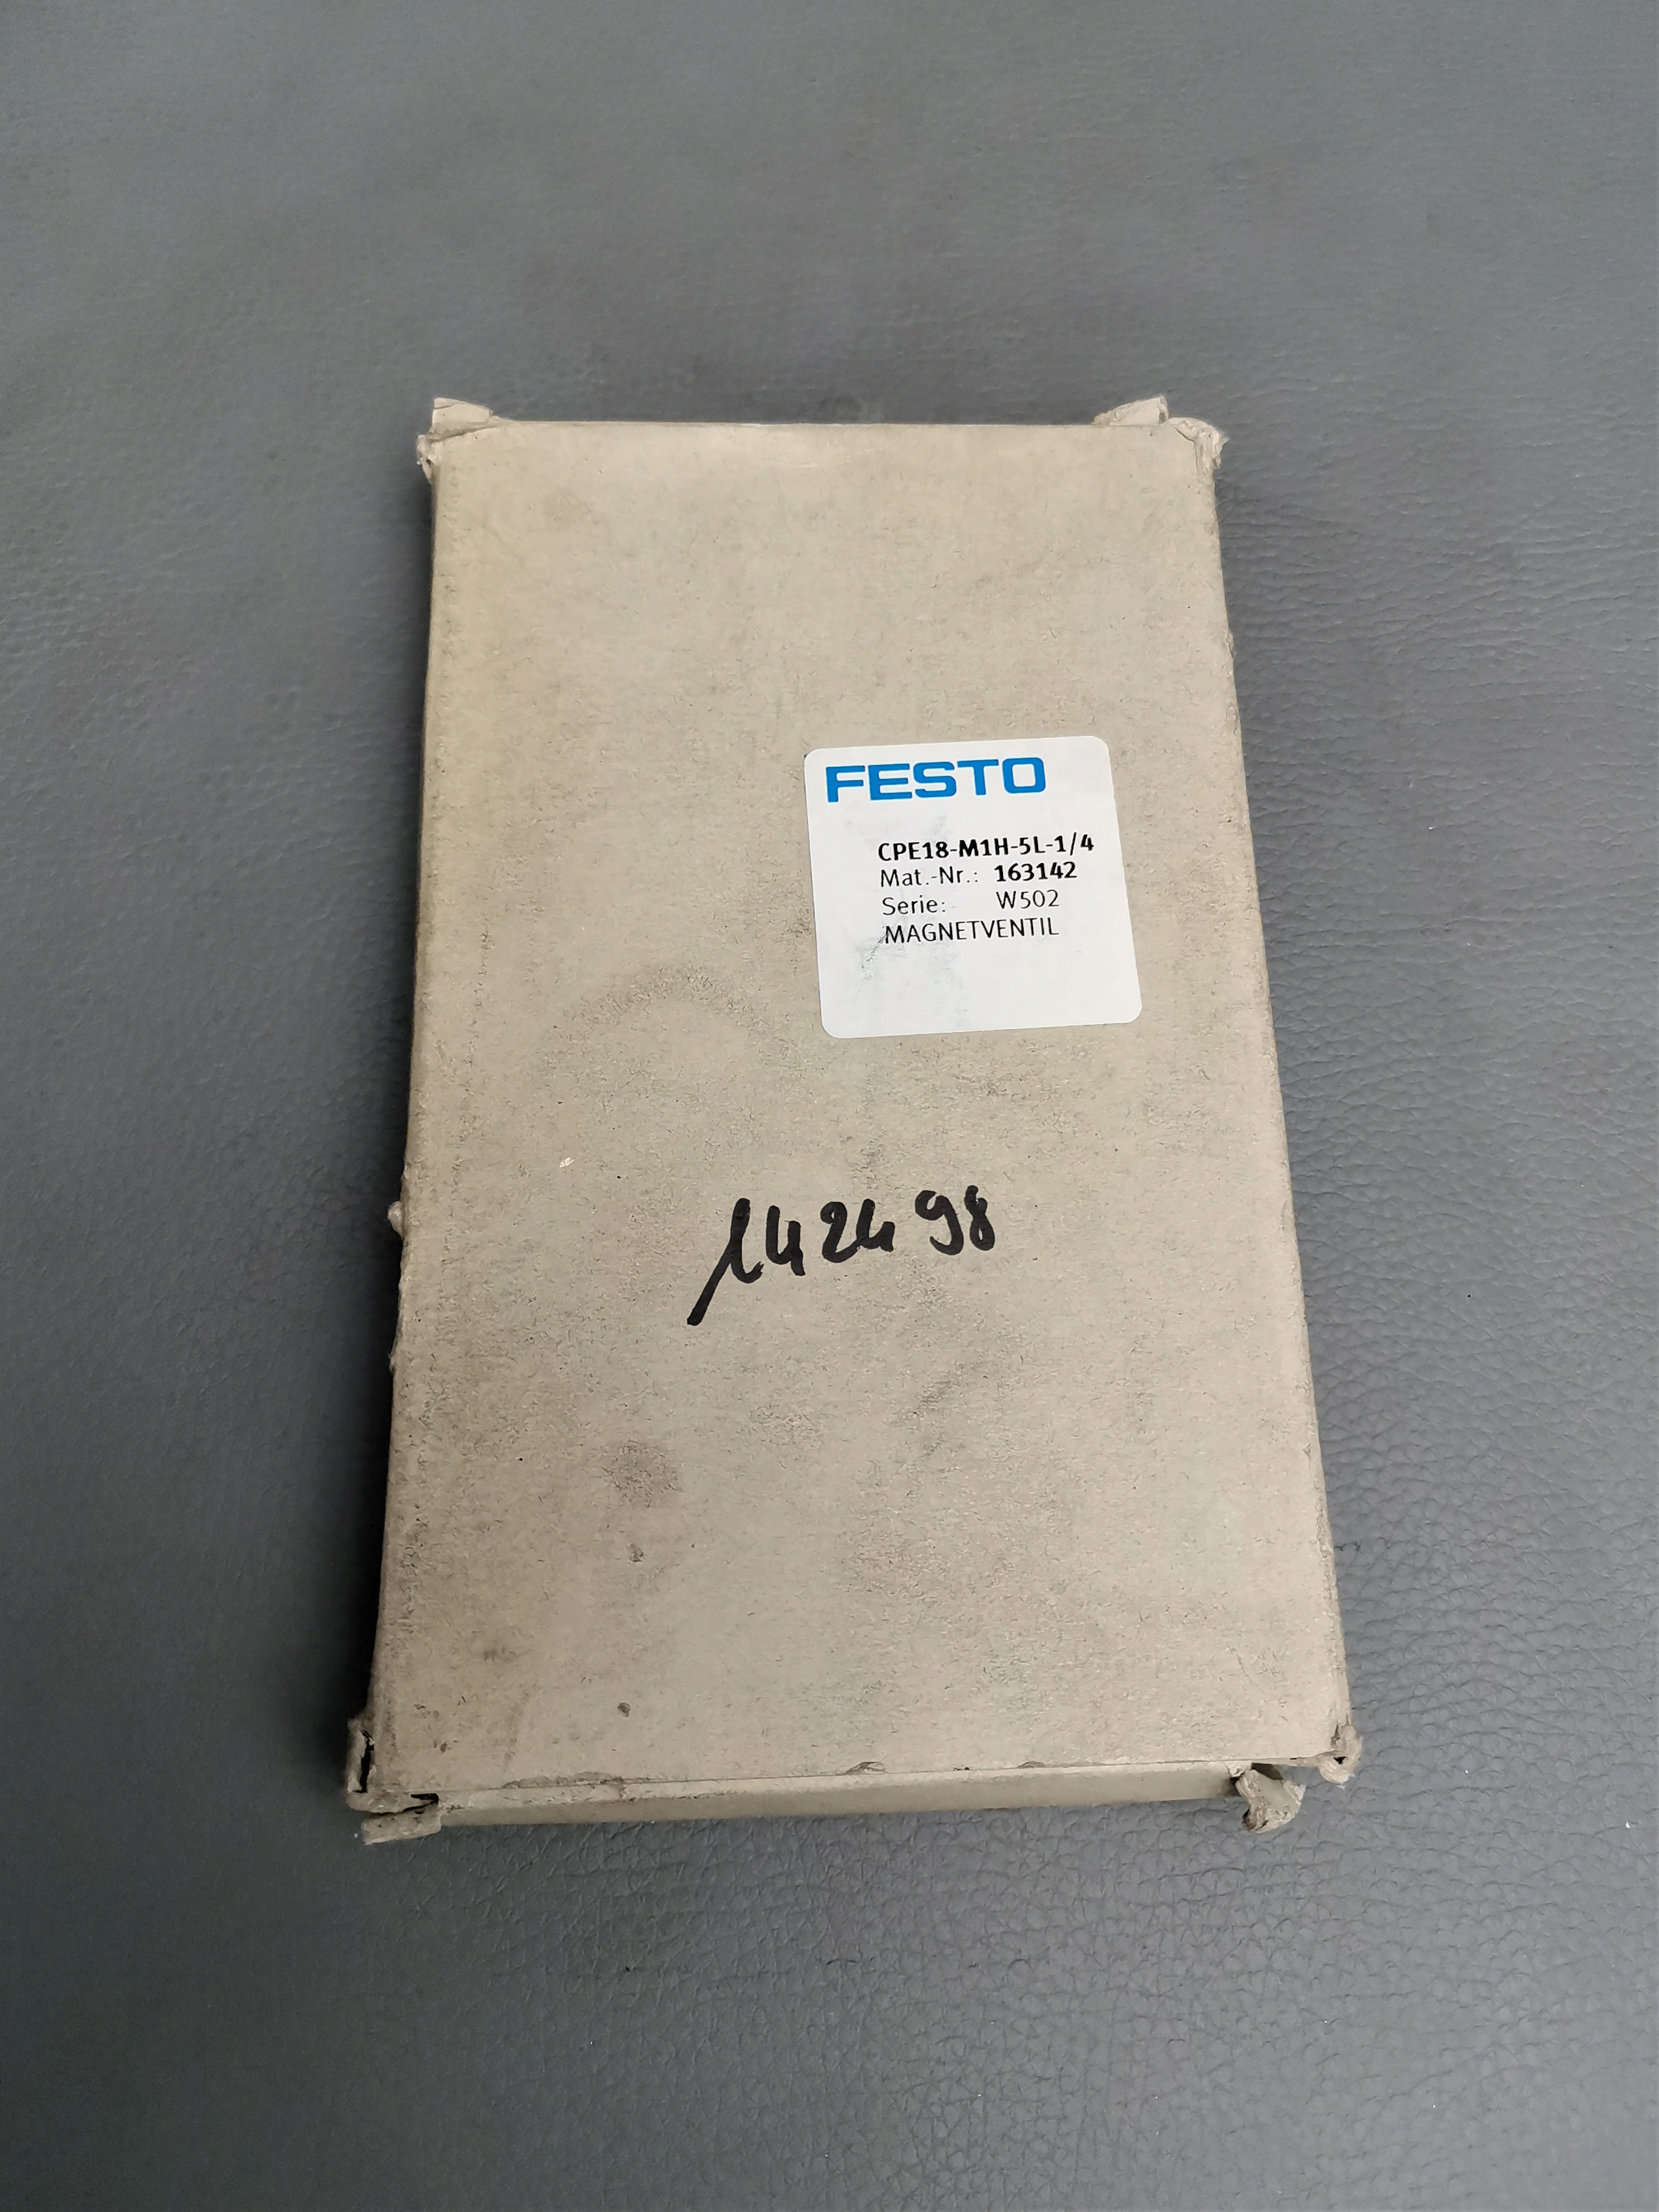 FESTO
CPE18-M1H-5L-1/4
Mat.-Nr.: 163142
Serie: W502
MAGNETVENTIL
142498